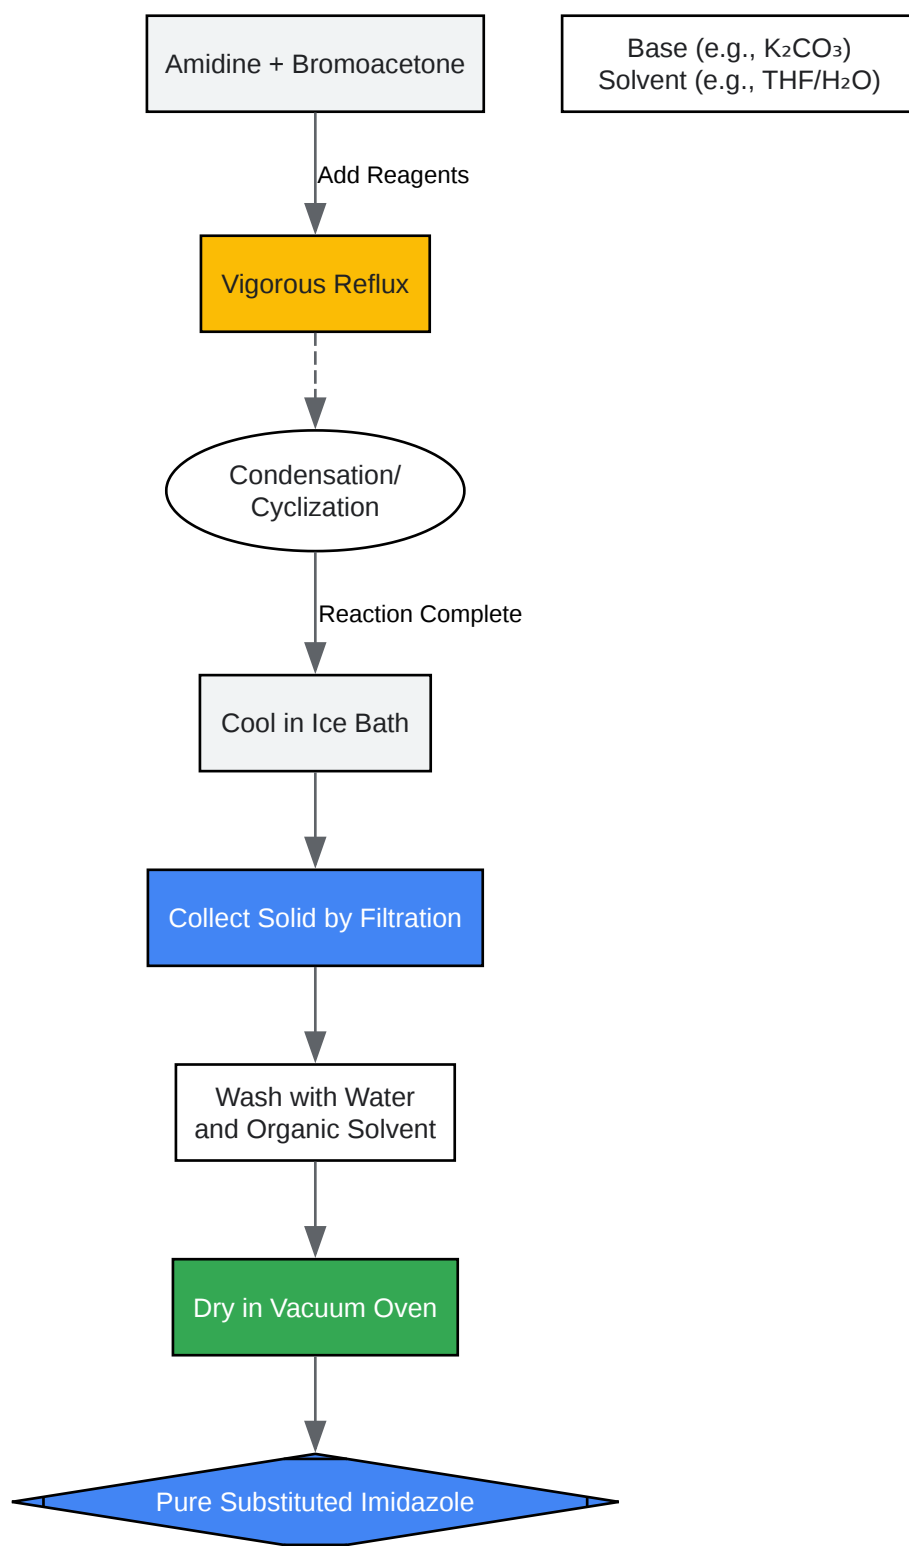 Amidine + Bromoacetone
Base (e.g., K₂CO₃)
Solvent (e.g., THF/H₂O)
Add Reagents
Vigorous Reflux
Condensation/
Cyclization
Reaction Complete
Cool in Ice Bath
Collect Solid by Filtration
Wash with Water
and Organic Solvent
Dry in Vacuum Oven
Pure Substituted Imidazole